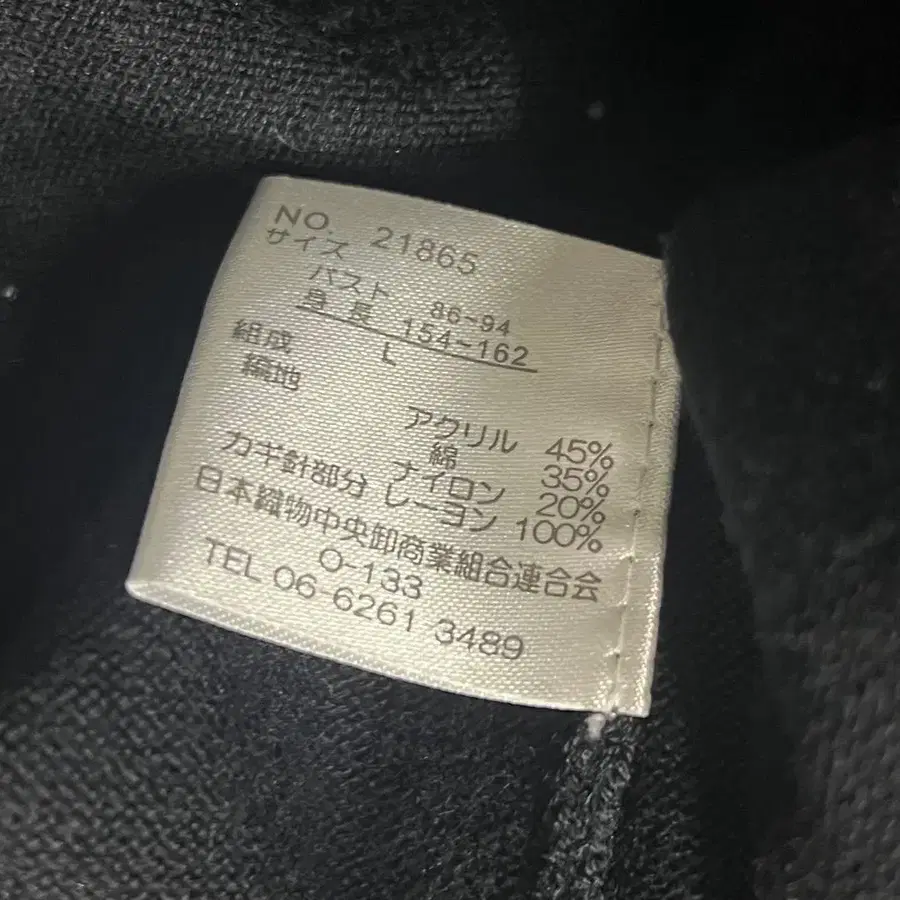 NO. 21865
サイズ
バスト 86~94
身長 154~162
L
組成
編地 アクリル 45%
綿 35%
ナイロン 20%
カギ針部分 レーヨン 100%
日本織物中央卸商業組合連合会
O-133
TEL 06-6261 3489